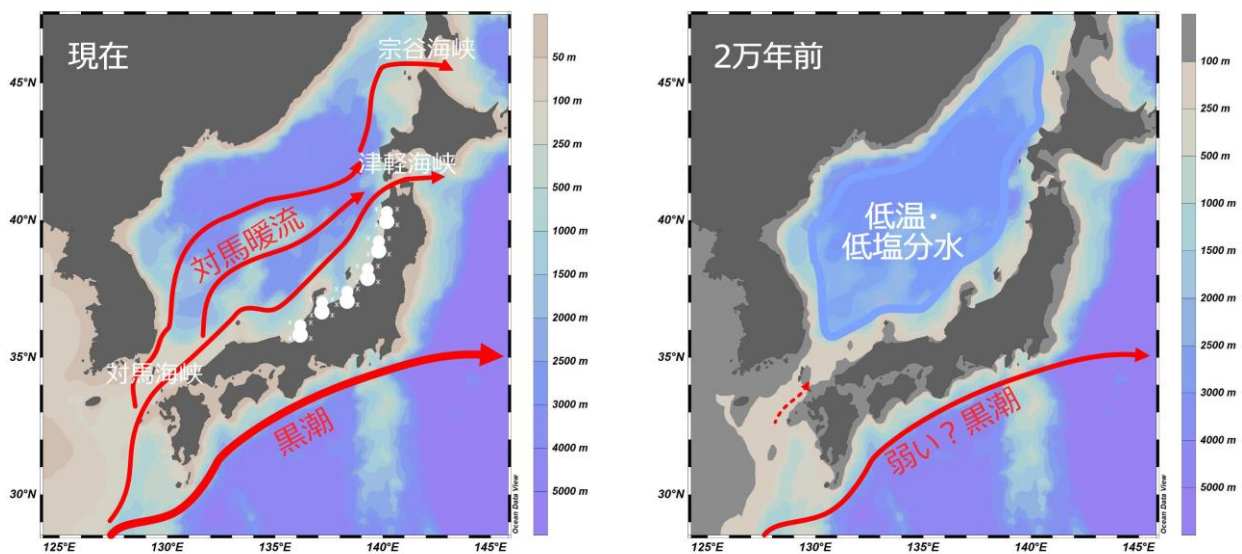 現在
宗谷海峡
津軽海峡
対馬暖流
対馬海峡
黒潮
45°N
40°N
35°N
30°N
125°E
130°E
135°E
140°E
145°E
50 m
100 m
250 m
500 m
1000 m
1500 m
2000 m
2500 m
3000 m
4000 m
5000 m
Ocean Data View
2万年前
低温・
低塩分水
弱い？黒潮
45°N
40°N
35°N
30°N
125°E
130°E
135°E
140°E
145°E
100 m
250 m
500 m
1000 m
1500 m
2000 m
2500 m
3000 m
4000 m
5000 m
Ocean Data View